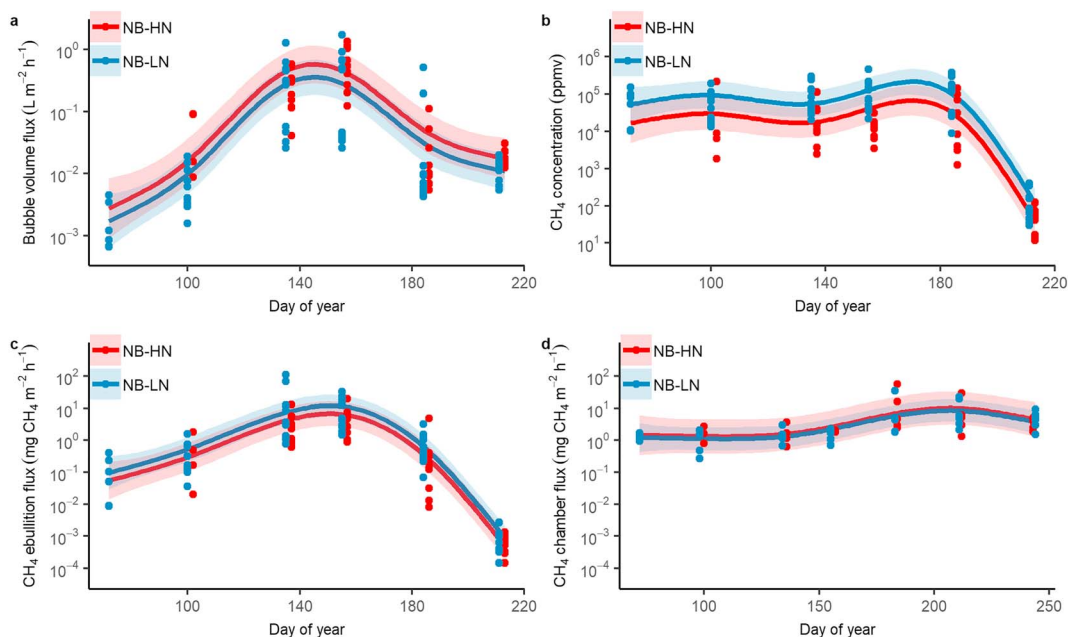 a
NB-HN
NB-LN
Bubble volume flux (L m⁻² h⁻¹)
10⁰
10⁻¹
10⁻²
10⁻³
100 140 180 220
Day of year
b
NB-HN
NB-LN
CH₄ concentration (ppmv)
10⁶
10⁵
10⁴
10³
10²
10¹
100 140 180 220
Day of year
c
NB-HN
NB-LN
CH₄ ebullition flux (mg CH₄ m⁻² h⁻¹)
10²
10¹
10⁰
10⁻¹
10⁻²
10⁻³
10⁻⁴
100 140 180 220
Day of year
d
NB-HN
NB-LN
CH₄ chamber flux (mg CH₄ m⁻² h⁻¹)
10²
10¹
10⁰
10⁻¹
10⁻²
10⁻³
10⁻⁴
100 150 200 250
Day of year